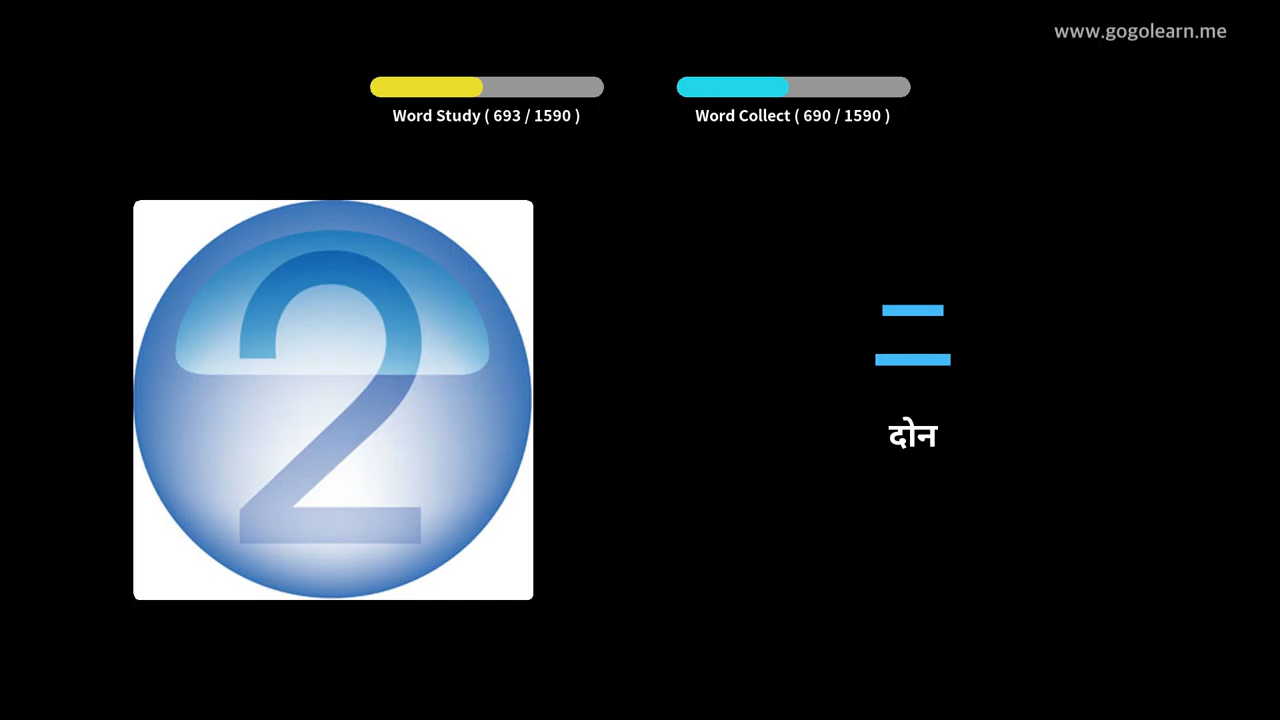 www.gogolearn.me
Word Study ( 693 / 1590 )
Word Collect ( 690 / 1590 )
2
二
दोन